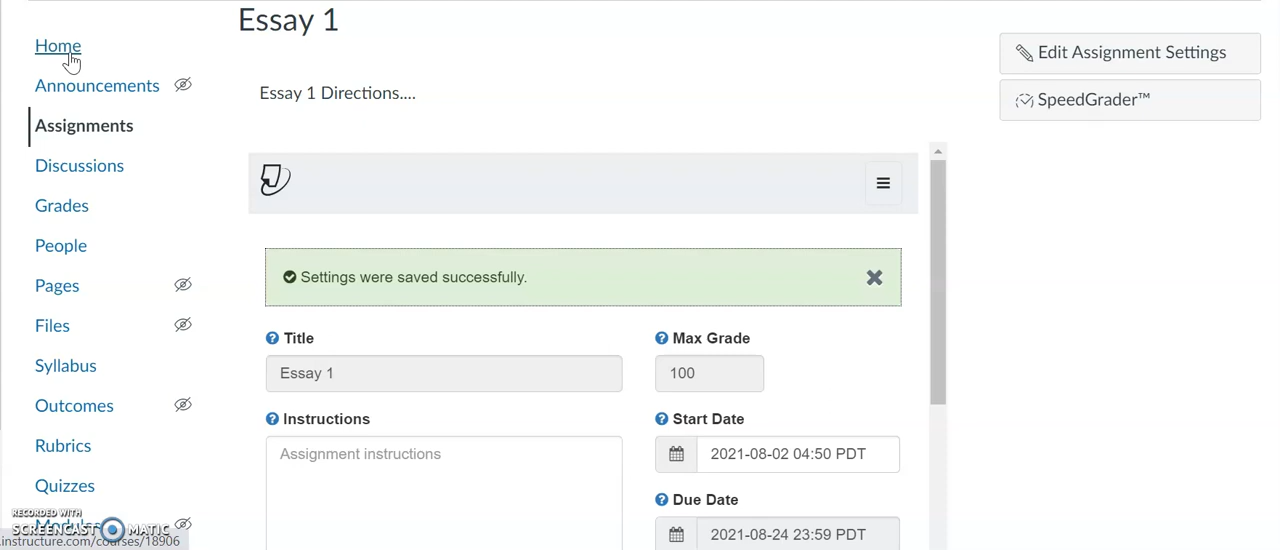 Essay 1
Home
Announcements
Assignments
Discussions
Grades
People
Pages
Files
Syllabus
Outcomes
Rubrics
Quizzes
Modules
RECORDED WITH
SCREENCAST MATIC
.instructure.com/courses/18906
Essay 1 Directions....
Edit Assignment Settings
SpeedGrader™
Settings were saved successfully.
Title
Essay 1
Max Grade
100
Instructions
Assignment instructions
Start Date
2021-08-02 04:50 PDT
Due Date
2021-08-24 23:59 PDT